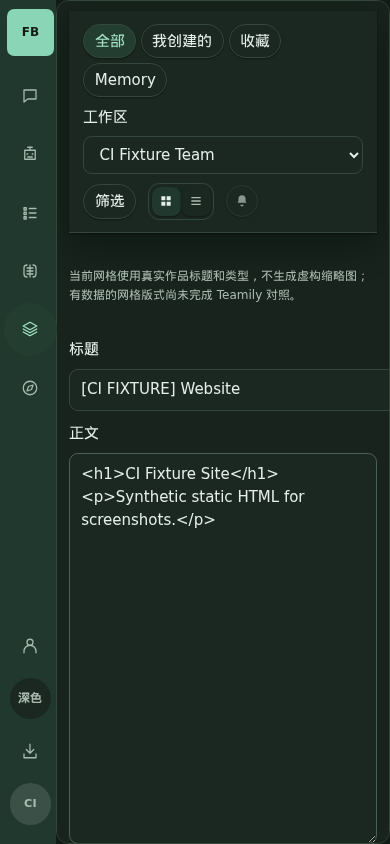 FB
全部
我创建的
收藏
Memory
工作区
CI Fixture Team
筛选
当前网格使用真实作品标题和类型，不生成虚构缩略图；
有数据的网格版式尚未完成 Teamily 对照。
标题
[CI FIXTURE] Website
正文
<h1>CI Fixture Site</h1>
<p>Synthetic static HTML for
screenshots.</p>
深色
CI